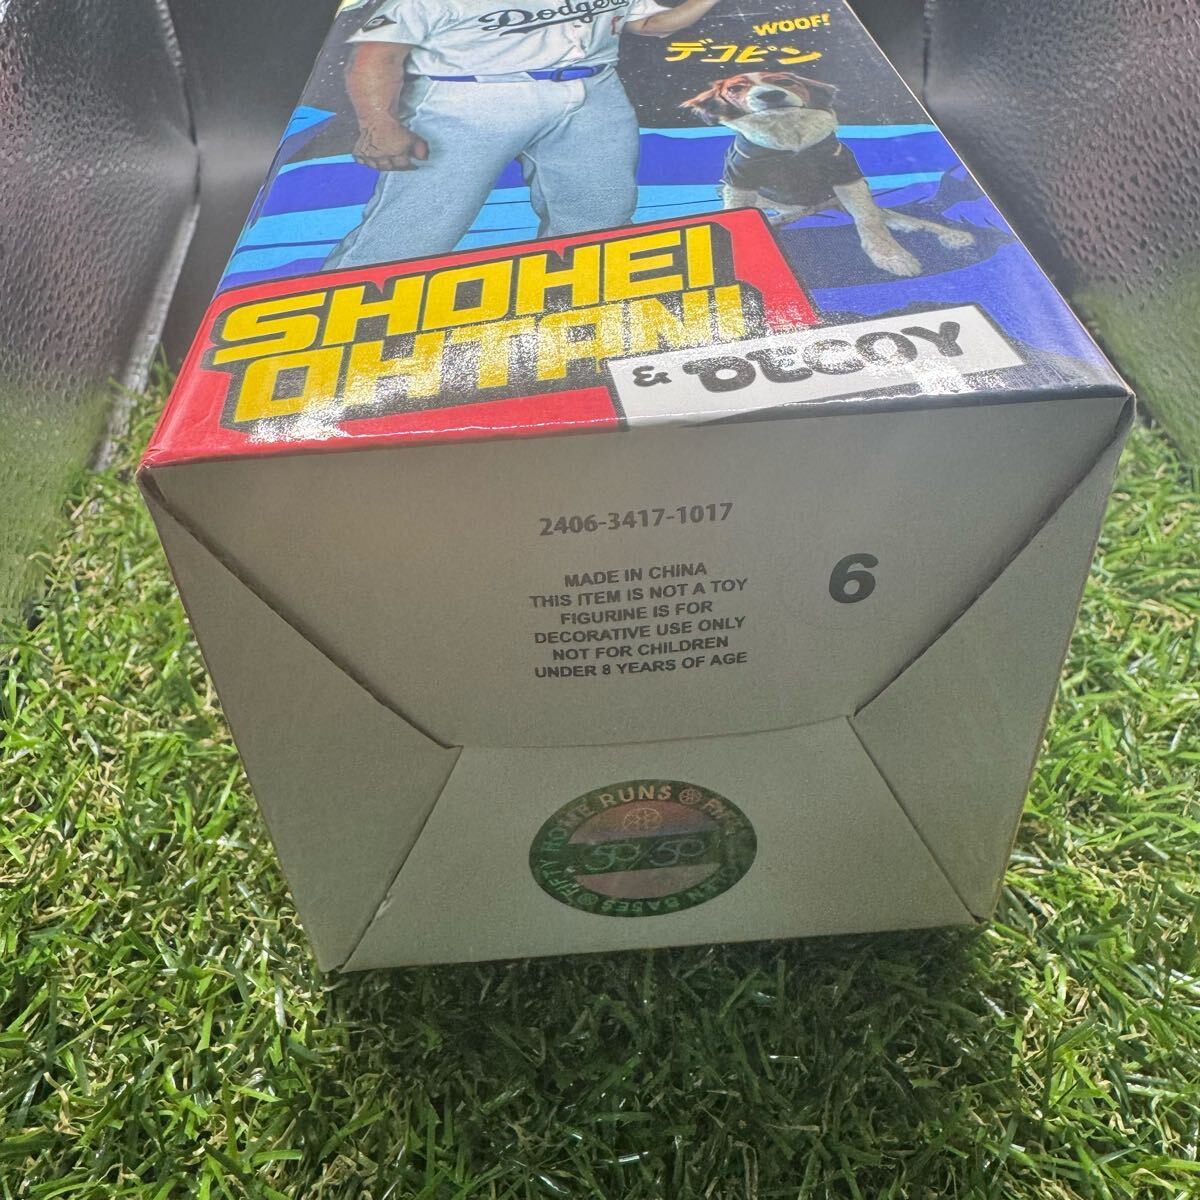 Dodgers
WOOF!
デコピン
SHOHEI
OHTANI
& DECOY
2406-3417-1017
MADE IN CHINA
THIS ITEM IS NOT A TOY
FIGURINE IS FOR
DECORATIVE USE ONLY
NOT FOR CHILDREN
UNDER 8 YEARS OF AGE
6
FIFTY HOME RUNS
50/50
BASES